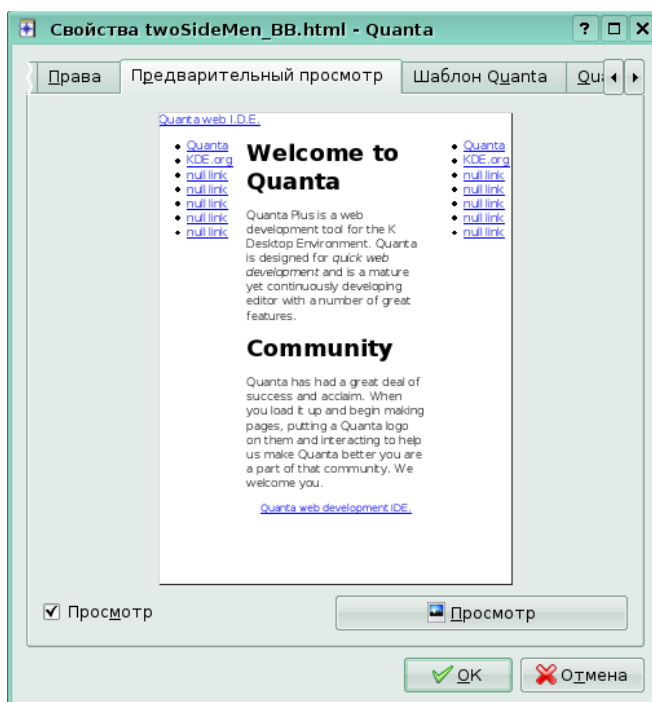 Свойства twoSideMen_BB.html - Quanta
Права
Предварительный просмотр
Шаблон Quanta
Qua
Quanta web I.D.E.
Quanta
KDE.org
null link
null link
null link
null link
null link
Welcome to
Quanta
Quanta Plus is a web
development tool for the K
Desktop Environment. Quanta
is designed for quick web
development and is a mature
yet continuously developing
editor with a number of great
features.
Community
Quanta has had a great deal of
success and acclaim. When
you load it up and begin making
pages, putting a Quanta logo
on them and interacting to help
us make Quanta better you are
a part of that community. We
welcome you.
Quanta web development IDE.
Quanta
KDE.org
null link
null link
null link
null link
null link
Просмотр
Просмотр
OK
Отмена